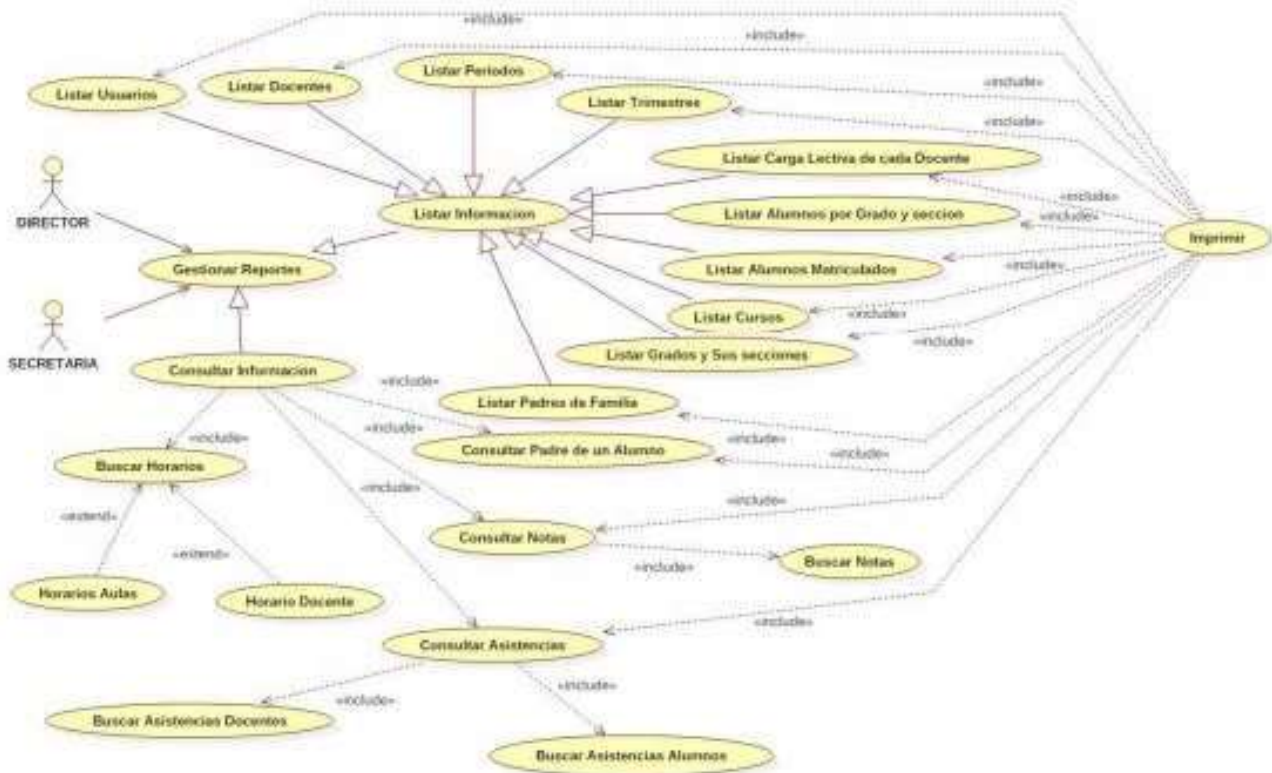 «include»
«include»
Listar Periodos
Listar Docentes
Listar Usuarios
Listar Trimestres
«include»
«include»
Listar Carga Lectiva de cada Docente
«include»
Listar Informacion
Listar Alumnos por Grado y seccion
«include»
DIRECTOR
Imprimir
Gestionar Reportes
Listar Alumnos Matriculados
«include»
Listar Cursos
«include»
«include»
Listar Grados y Sus secciones
SECRETARIA
Consultar Informacion
«include»
Listar Padres de Familia
«include»
«include»
«include»
Consultar Padre de un Alumno
Buscar Horarios
«include»
«include»
«extend»
Consultar Notas
«extend»
«include»
Buscar Notas
Horarios Aulas
Horario Docente
«include»
Consultar Asistencias
«include»
«include»
Buscar Asistencias Docentes
Buscar Asistencias Alumnos